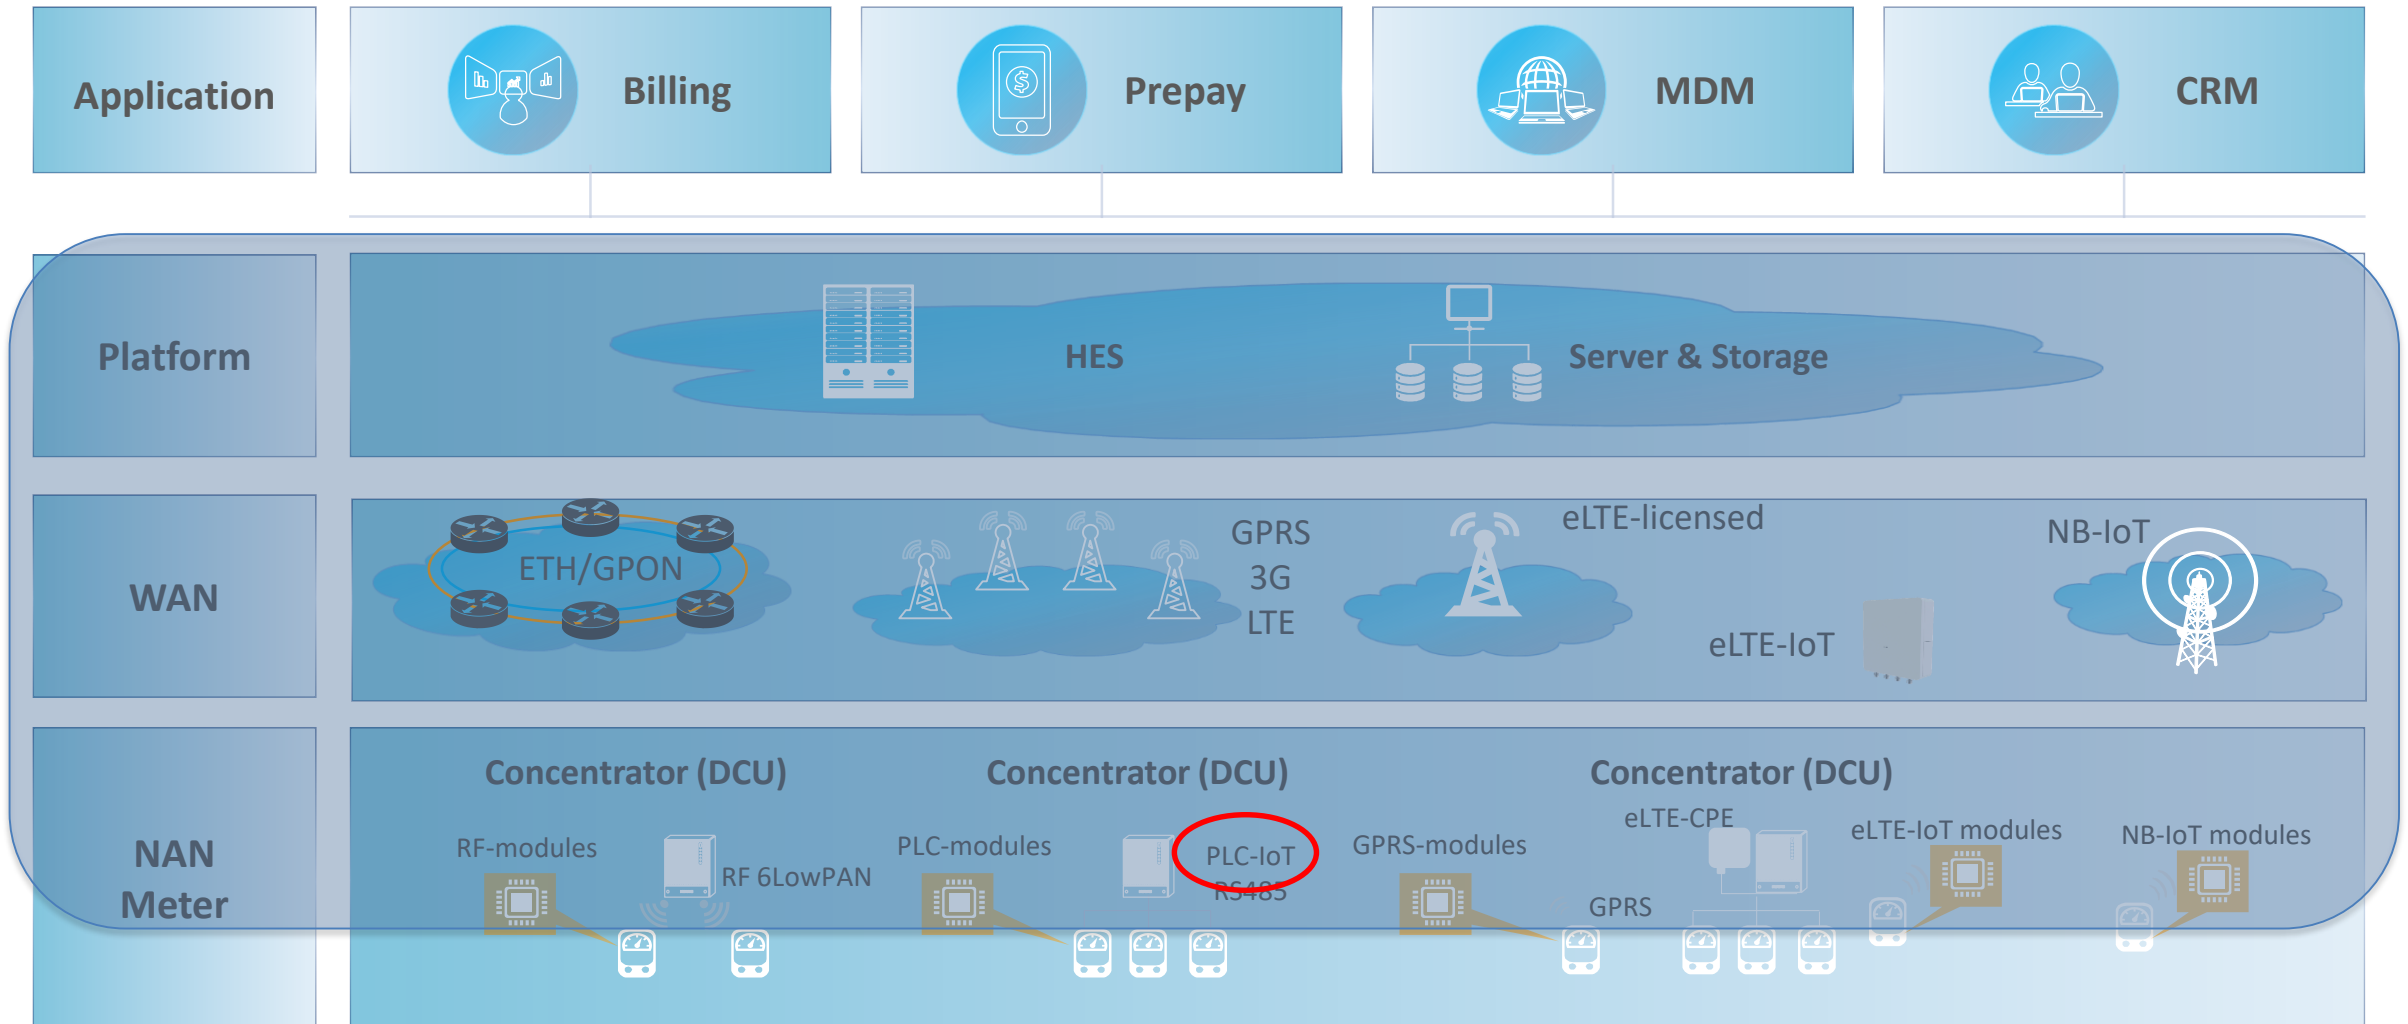 Application
Billing
Prepay
MDM
CRM
Platform
HES
Server & Storage
WAN
ETH/GPON
GPRS
3G
LTE
eLTE-licensed
eLTE-IoT
NB-IoT
NAN
Meter
Concentrator (DCU)
RF-modules
RF 6LowPAN
Concentrator (DCU)
PLC-modules
PLC-IoT
RS485
GPRS-modules
GPRS
Concentrator (DCU)
eLTE-CPE
eLTE-IoT modules
NB-IoT modules